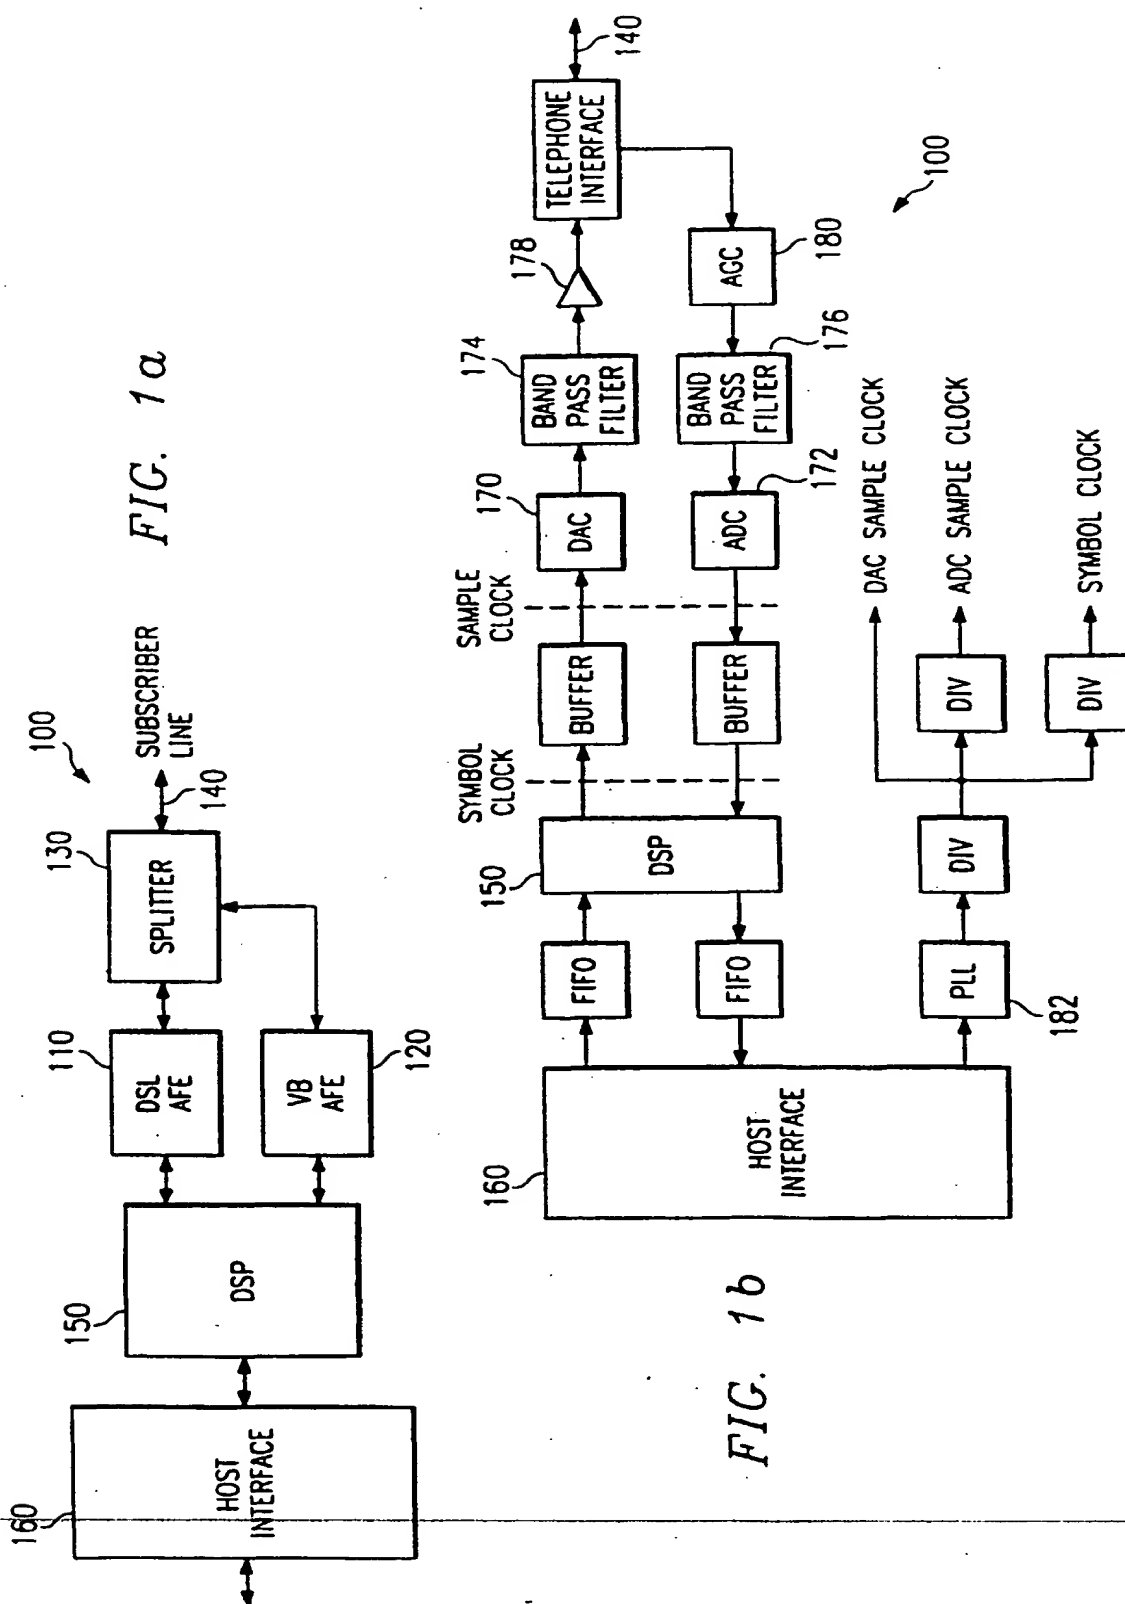 FIG. 1a
100
SUBSCRIBER
LINE
140
130
SPLITTER
110
DSL
AFE
VB
AFE
120
150
DSP
160
HOST
INTERFACE
FIG. 1b
100
140
TELEPHONE
INTERFACE
178
174
BAND
PASS
FILTER
170
DAC
SAMPLE
CLOCK
BUFFER
SYMBOL
CLOCK
150
DSP
FIFO
160
HOST
INTERFACE
AGC
180
BAND
PASS
FILTER
176
ADC
172
BUFFER
FIFO
PLL
182
DIV
DIV
DIV
DAC SAMPLE CLOCK
ADC SAMPLE CLOCK
SYMBOL CLOCK